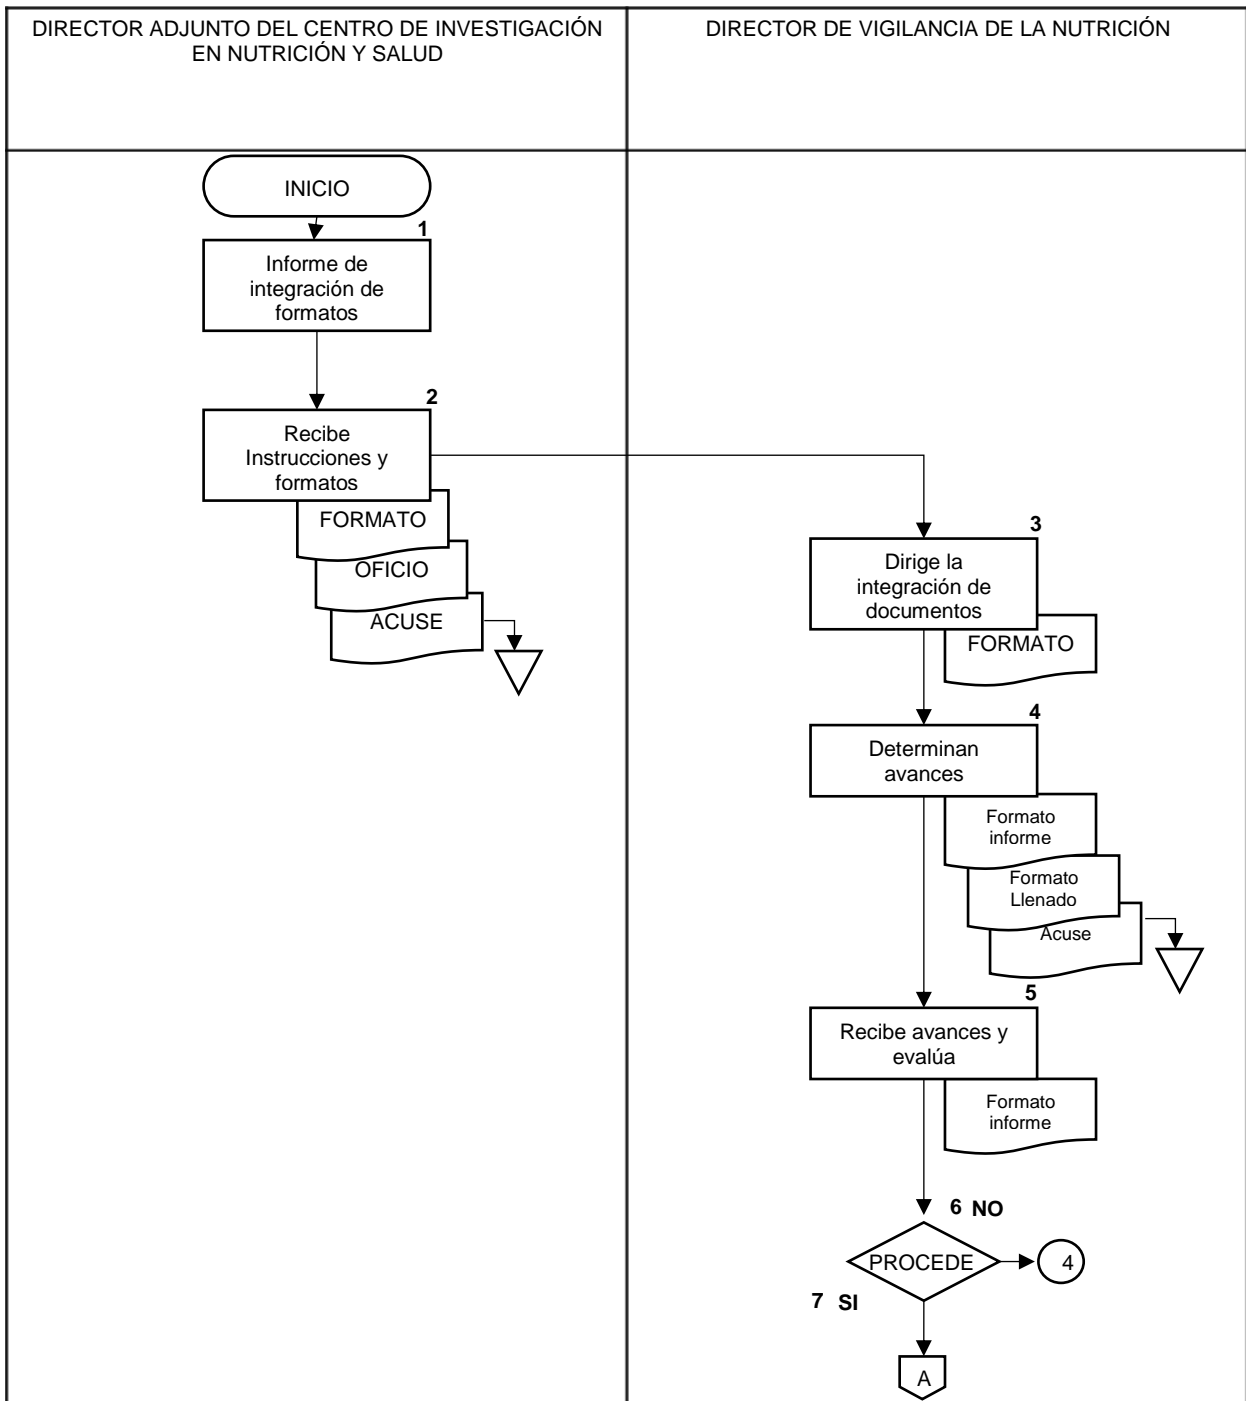 DIRECTOR ADJUNTO DEL CENTRO DE INVESTIGACIÓN
EN NUTRICIÓN Y SALUD
DIRECTOR DE VIGILANCIA DE LA NUTRICIÓN
INICIO
1
Informe de
integración de
formatos
2
Recibe
Instrucciones y
formatos
FORMATO
OFICIO
ACUSE
3
Dirige la
integración de
documentos
FORMATO
4
Determinan
avances
Formato
informe
Formato
Llenado
Acuse
5
Recibe avances y
evalúa
Formato
informe
6 NO
PROCEDE
4
7 SI
A